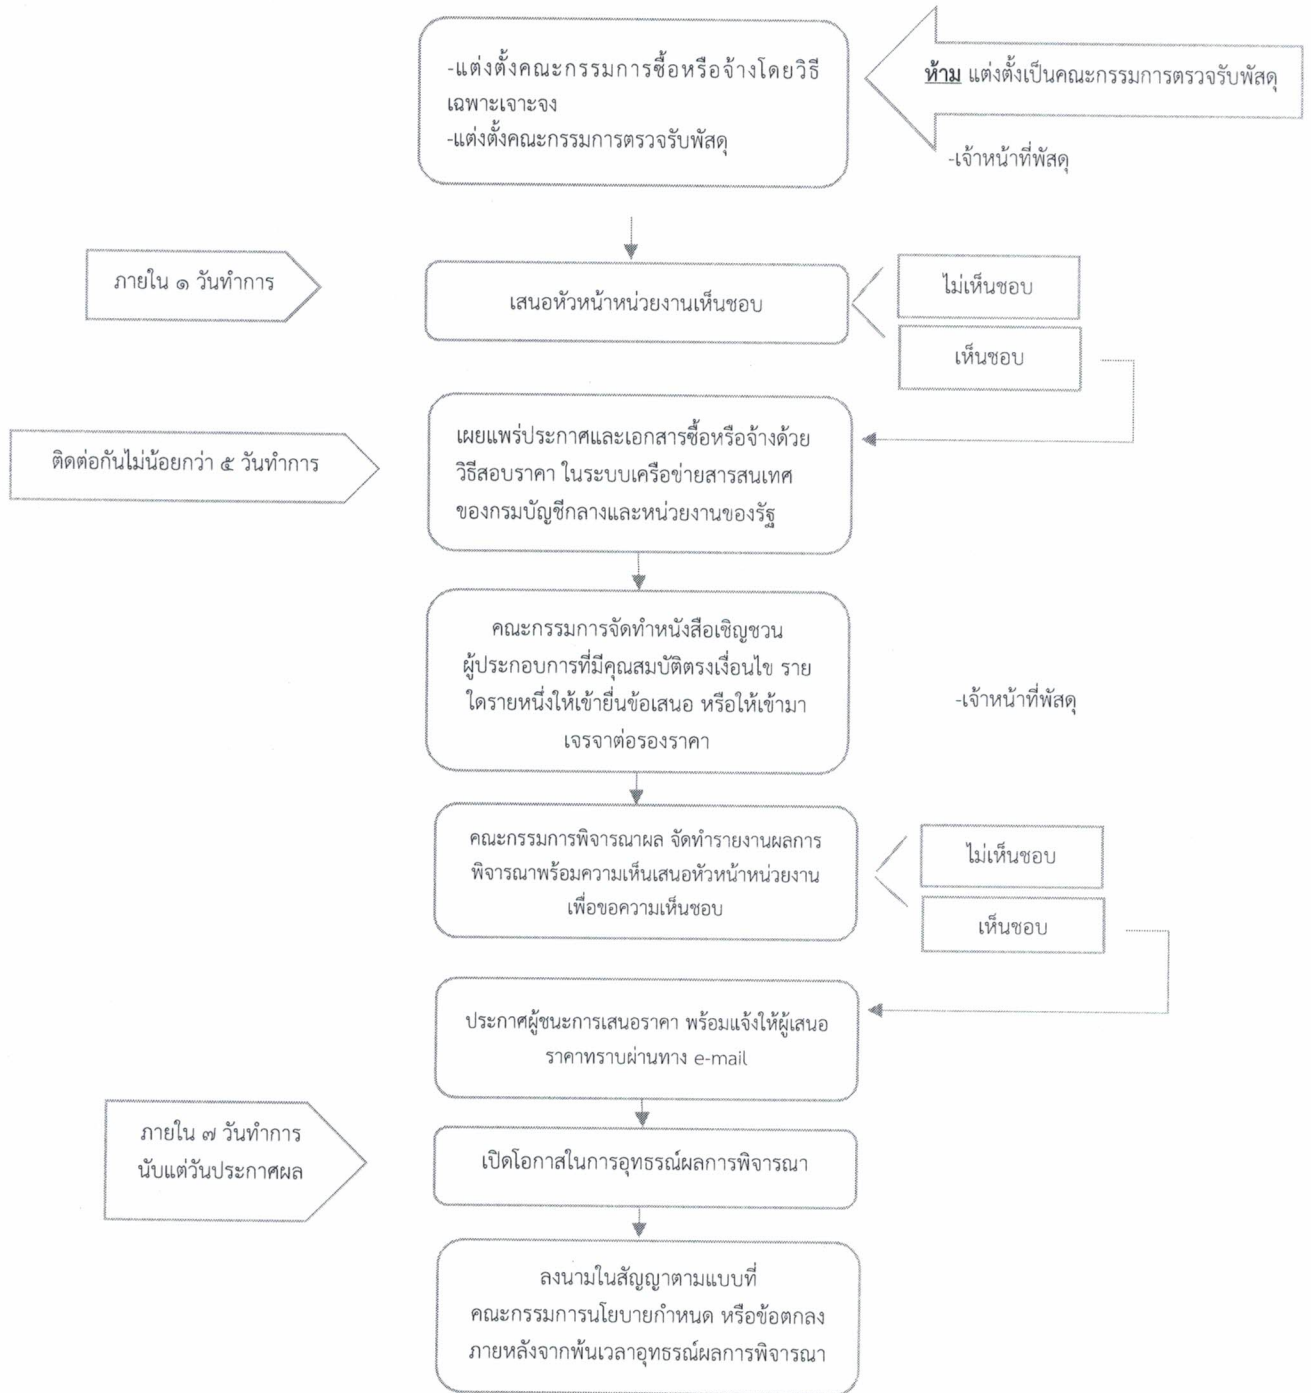 -แต่งตั้งคณะกรรมการซื้อหรือจ้างโดยวิธี
เฉพาะเจาะจง
-แต่งตั้งคณะกรรมการตรวจรับพัสดุ
ห้าม แต่งตั้งเป็นคณะกรรมการตรวจรับพัสดุ
-เจ้าหน้าที่พัสดุ
ภายใน ๑ วันทำการ
เสนอหัวหน้าหน่วยงานเห็นชอบ
ไม่เห็นชอบ
เห็นชอบ
ติดต่อกันไม่น้อยกว่า ๕ วันทำการ
เผยแพร่ประกาศและเอกสารซื้อหรือจ้างด้วย
วิธีสอบราคา ในระบบเครือข่ายสารสนเทศ
ของกรมบัญชีกลางและหน่วยงานของรัฐ
คณะกรรมการจัดทำหนังสือเชิญชวน
ผู้ประกอบการที่มีคุณสมบัติตรงเงื่อนไข ราย
ใดรายหนึ่งให้เข้ายื่นข้อเสนอ หรือให้เข้ามา
เจรจาต่อรองราคา
-เจ้าหน้าที่พัสดุ
คณะกรรมการพิจารณาผล จัดทำรายงานผลการ
พิจารณาพร้อมความเห็นเสนอหัวหน้าหน่วยงาน
เพื่อขอความเห็นชอบ
ไม่เห็นชอบ
เห็นชอบ
ประกาศผู้ชนะการเสนอราคา พร้อมแจ้งให้ผู้เสนอ
ราคาทราบผ่านทาง e-mail
ภายใน ๗ วันทำการ
นับแต่วันประกาศผล
เปิดโอกาสในการอุทธรณ์ผลการพิจารณา
ลงนามในสัญญาตามแบบที่
คณะกรรมการนโยบายกำหนด หรือข้อตกลง
ภายหลังจากพ้นเวลาอุทธรณ์ผลการพิจารณา